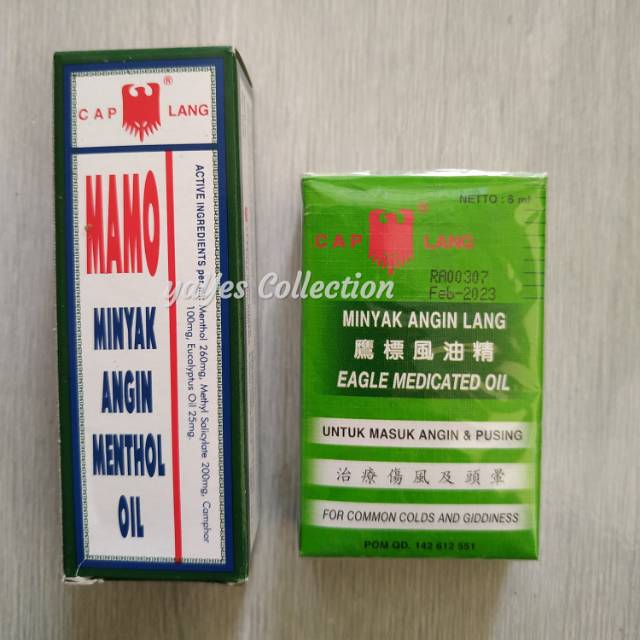 CAP LANG ®
MAMO
MINYAK
ANGIN
MENTHOL
OIL
ACTIVE INGREDIENTS per ml: Menthol 260mg, Methyl Salicylate 200mg, Camphor
100mg, Eucalyptus Oil 25mg.
yalles Collection
NETTO : 6 ml
CAP LANG ®
RA00307
Feb-2023
MINYAK ANGIN LANG
鷹標風油精
EAGLE MEDICATED OIL
UNTUK MASUK ANGIN & PUSING
治療傷風及頭暈
FOR COMMON COLDS AND GIDDINESS
POM QD. 142 612 551